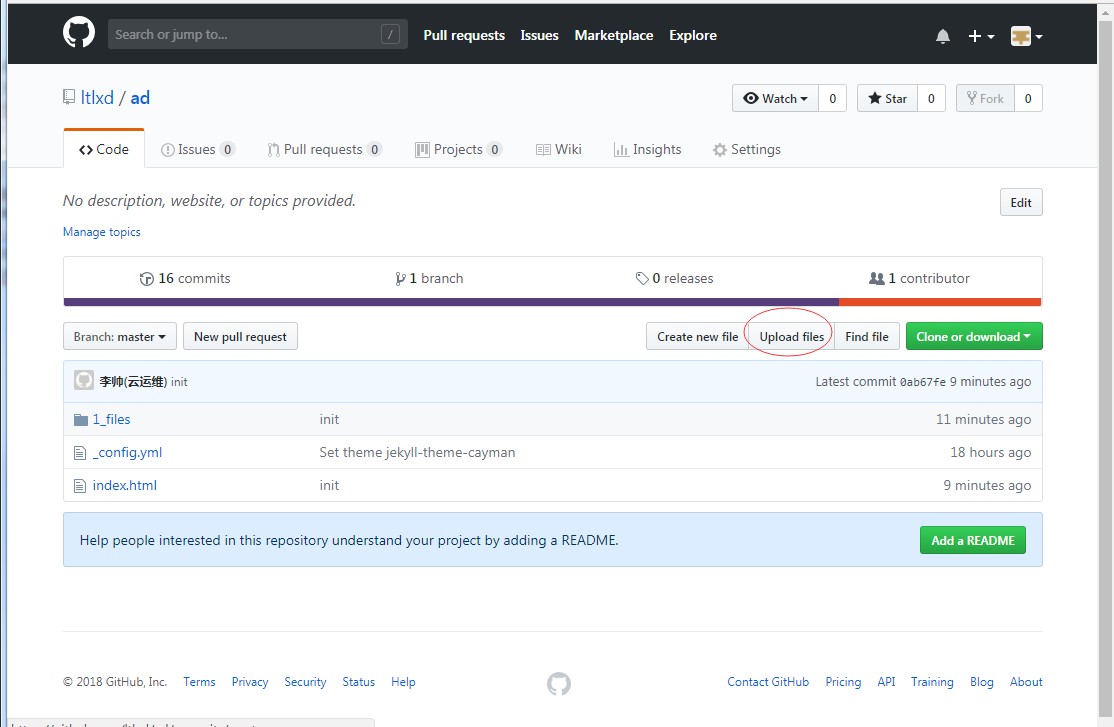 Search or jump to... / Pull requests Issues Marketplace Explore
ltlxd / ad Watch 0 Star 0 Fork 0
Code Issues 0 Pull requests 0 Projects 0 Wiki Insights Settings
No description, website, or topics provided. Edit
Manage topics
16 commits 1 branch 0 releases 1 contributor
Branch: master New pull request Create new file Upload files Find file Clone or download
李帅(云运维) init Latest commit 0ab67fe 9 minutes ago
1_files init 11 minutes ago
_config.yml Set theme jekyll-theme-cayman 18 hours ago
index.html init 9 minutes ago
Help people interested in this repository understand your project by adding a README. Add a README
© 2018 GitHub, Inc. Terms Privacy Security Status Help Contact GitHub Pricing API Training Blog About